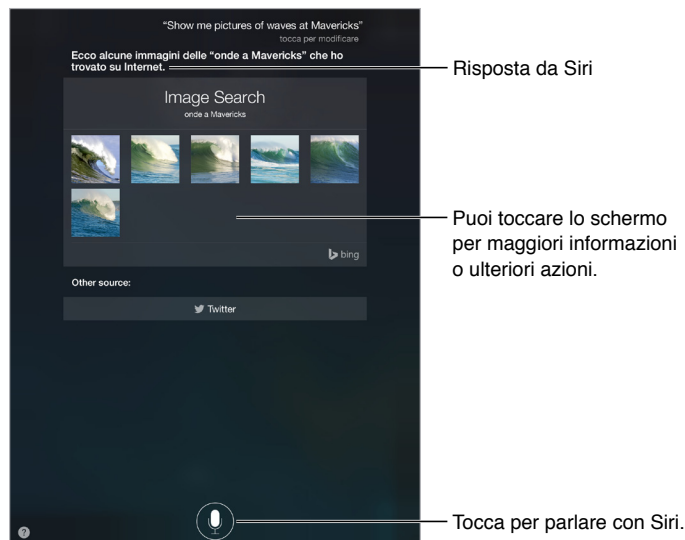 “Show me pictures of waves at Mavericks”
tocca per modificare
Ecco alcune immagini delle “onde a Mavericks” che ho
trovato su Internet.
Risposta da Siri
Image Search
onde a Mavericks
Puoi toccare lo schermo
per maggiori informazioni
o ulteriori azioni.
bing
Other source:
Twitter
Tocca per parlare con Siri.
?